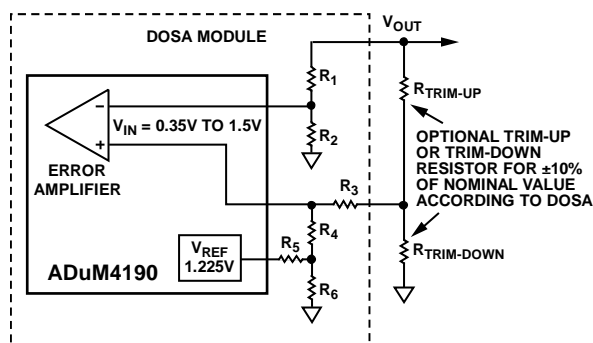 DOSA MODULE
VOUT
R1
RTRIM-UP
–
VIN = 0.35V TO 1.5V
R2
OPTIONAL TRIM-UP
OR TRIM-DOWN
RESISTOR FOR ±10%
OF NOMINAL VALUE
ACCORDING TO DOSA
+
ERROR
AMPLIFIER
R3
R4
VREF
1.225V
R5
RTRIM-DOWN
ADuM4190
R6